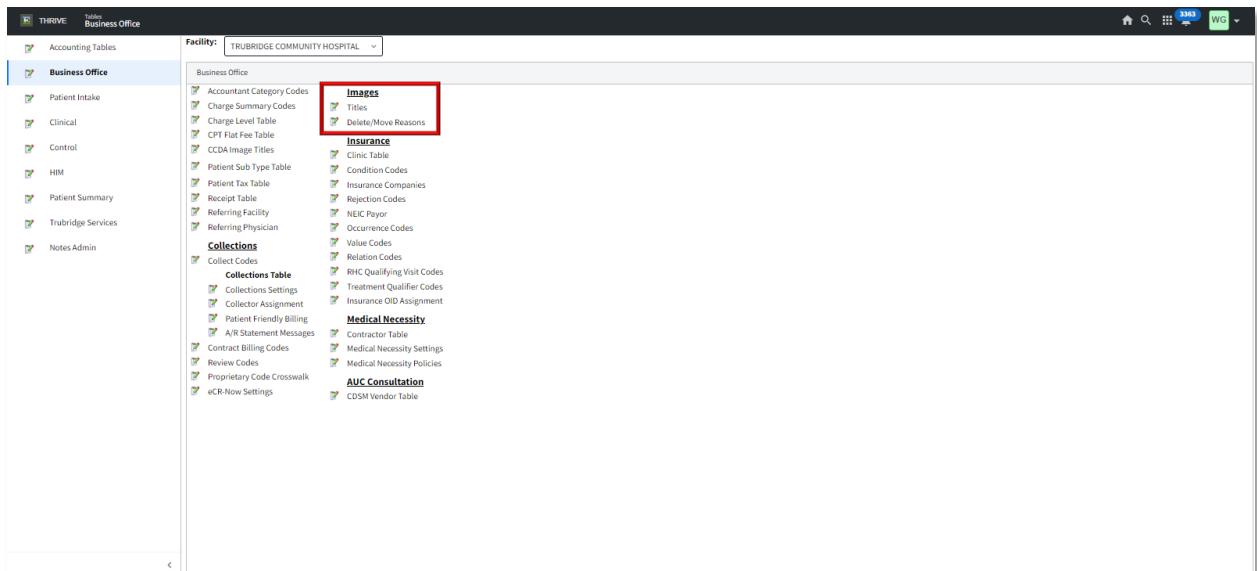 THRIVE
Tables
Business Office
3363
WG
Accounting Tables
Business Office
Patient Intake
Clinical
Control
HIM
Patient Summary
Trubridge Services
Notes Admin
Facility:
TRUBRIDGE COMMUNITY HOSPITAL
Business Office
Accountant Category Codes
Charge Summary Codes
Charge Level Table
CPT Flat Fee Table
CCDA Image Titles
Patient Sub Type Table
Patient Tax Table
Receipt Table
Referring Facility
Referring Physician
Collections
Collect Codes
Collections Table
Collections Settings
Collector Assignment
Patient Friendly Billing
A/R Statement Messages
Contract Billing Codes
Review Codes
Proprietary Code Crosswalk
eCR-Now Settings
Images
Titles
Delete/Move Reasons
Insurance
Clinic Table
Condition Codes
Insurance Companies
Rejection Codes
NEIC Payor
Occurrence Codes
Value Codes
Relation Codes
RHC Qualifying Visit Codes
Treatment Qualifier Codes
Insurance OID Assignment
Medical Necessity
Contractor Table
Medical Necessity Settings
Medical Necessity Policies
AUC Consultation
CDSM Vendor Table